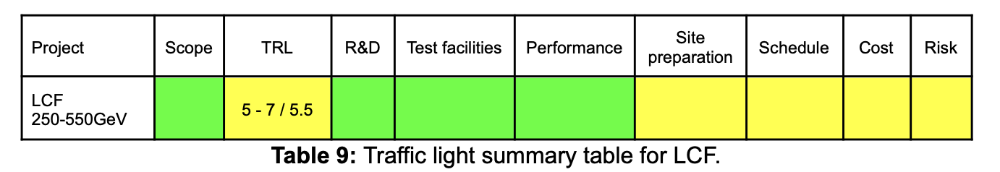 Project Scope TRL R&D Test facilities Performance Site preparation Schedule Cost Risk
LCF
250-550GeV 5 - 7 / 5.5
Table 9: Traffic light summary table for LCF.